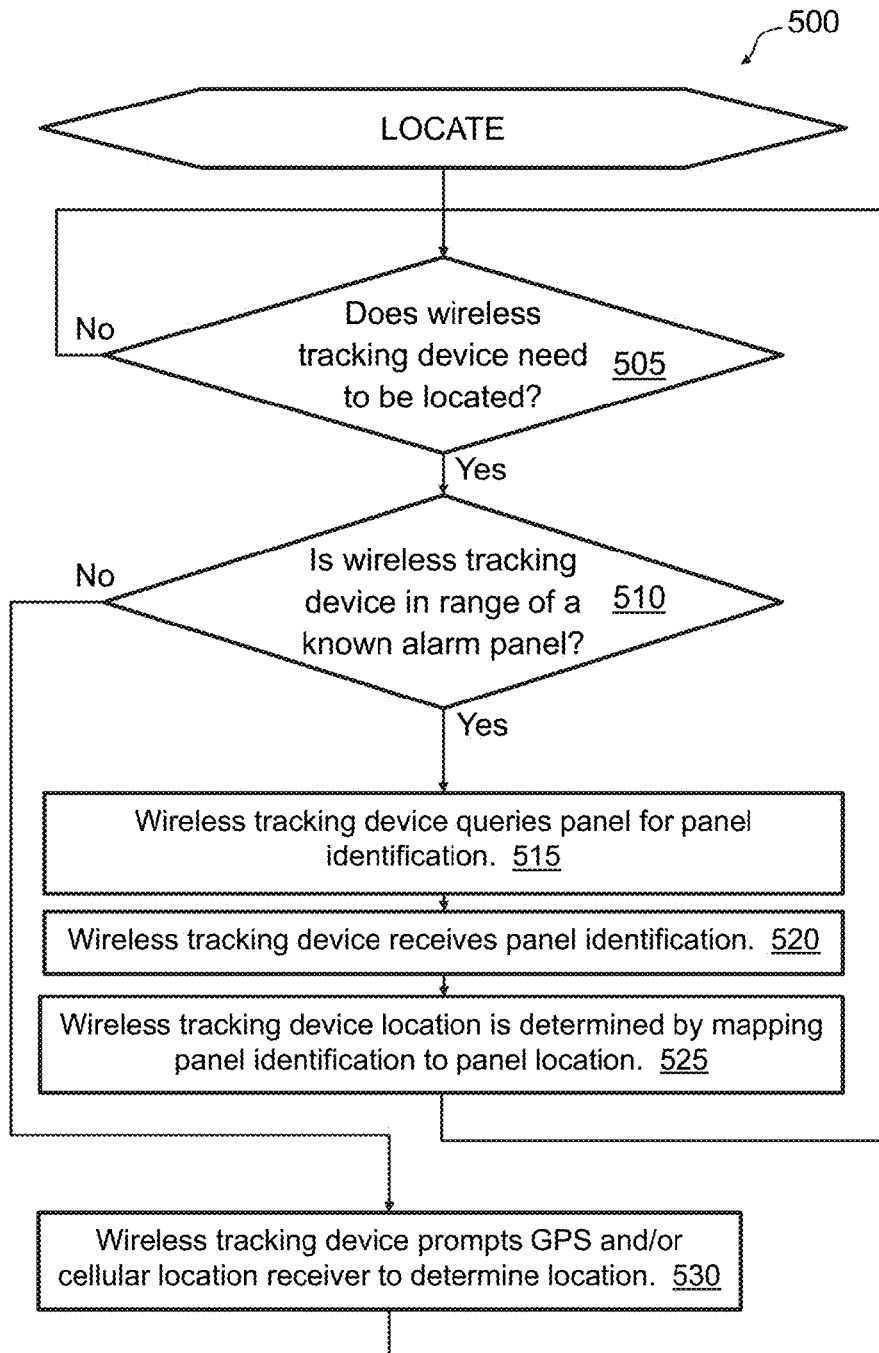 500
LOCATE
Does wireless
tracking device need
to be located?
505
No
Yes
Is wireless tracking
device in range of a
known alarm panel?
510
No
Yes
Wireless tracking device queries panel for panel
identification. 515
Wireless tracking device receives panel identification. 520
Wireless tracking device location is determined by mapping
panel identification to panel location. 525
Wireless tracking device prompts GPS and/or
cellular location receiver to determine location. 530